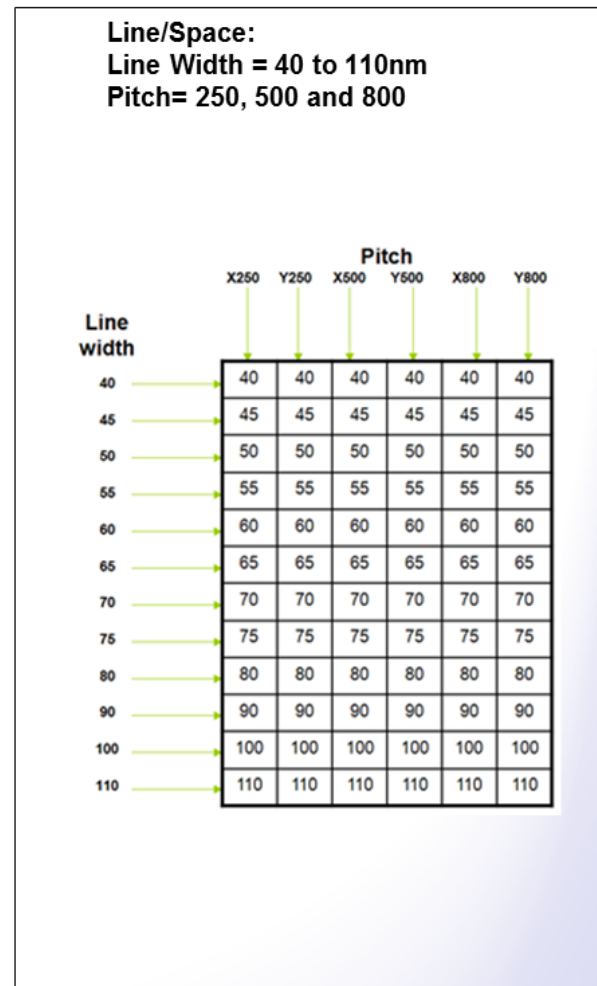 Line/Space:
Line Width = 40 to 110nm
Pitch= 250, 500 and 800
Pitch
X250 Y250 X500 Y500 X800 Y800
Line
width
40 40 40 40 40 40 40
45 45 45 45 45 45 45
50 50 50 50 50 50 50
55 55 55 55 55 55 55
60 60 60 60 60 60 60
65 65 65 65 65 65 65
70 70 70 70 70 70 70
75 75 75 75 75 75 75
80 80 80 80 80 80 80
90 90 90 90 90 90 90
100 100 100 100 100 100 100
110 110 110 110 110 110 110